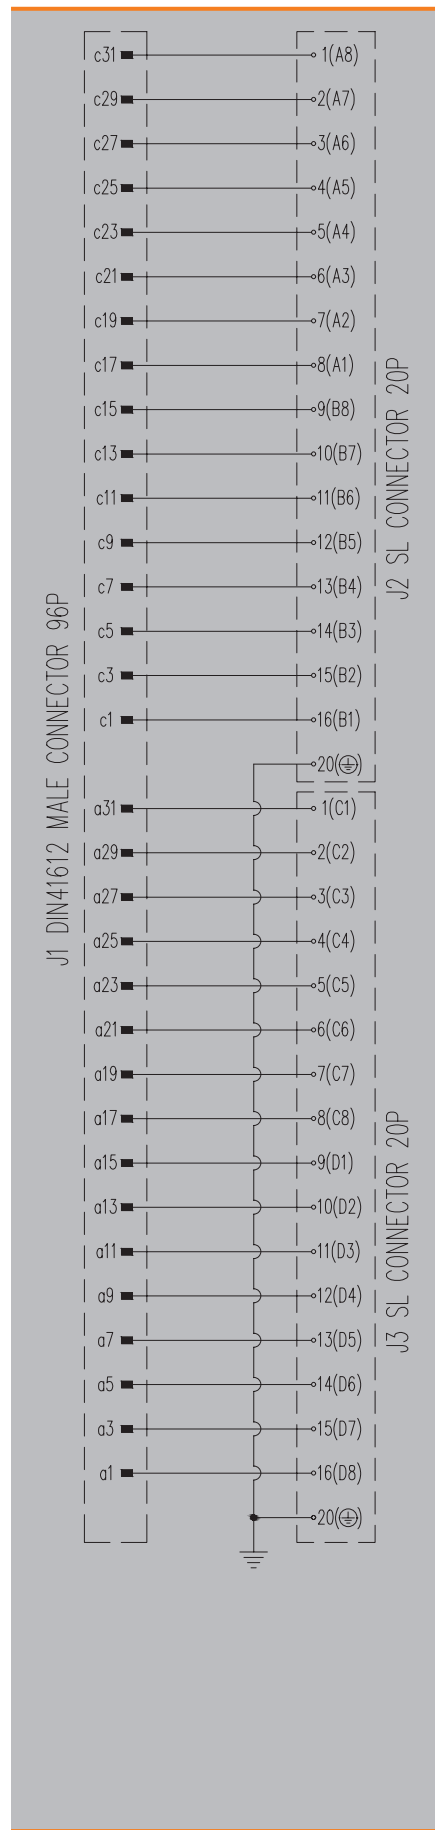 c31 1(A8)
c29 2(A7)
c27 3(A6)
c25 4(A5)
c23 5(A4)
c21 6(A3)
c19 7(A2)
c17 8(A1)
c15 9(B8)
c13 10(B7)
c11 11(B6)
c9 12(B5)
c7 13(B4)
c5 14(B3)
c3 15(B2)
c1 16(B1)
20(⏚)
J2 SL CONNECTOR 20P
J1 DIN41612 MALE CONNECTOR 96P
a31 1(C1)
a29 2(C2)
a27 3(C3)
a25 4(C4)
a23 5(C5)
a21 6(C6)
a19 7(C7)
a17 8(C8)
a15 9(D1)
a13 10(D2)
a11 11(D3)
a9 12(D4)
a7 13(D5)
a5 14(D6)
a3 15(D7)
a1 16(D8)
20(⏚)
J3 SL CONNECTOR 20P